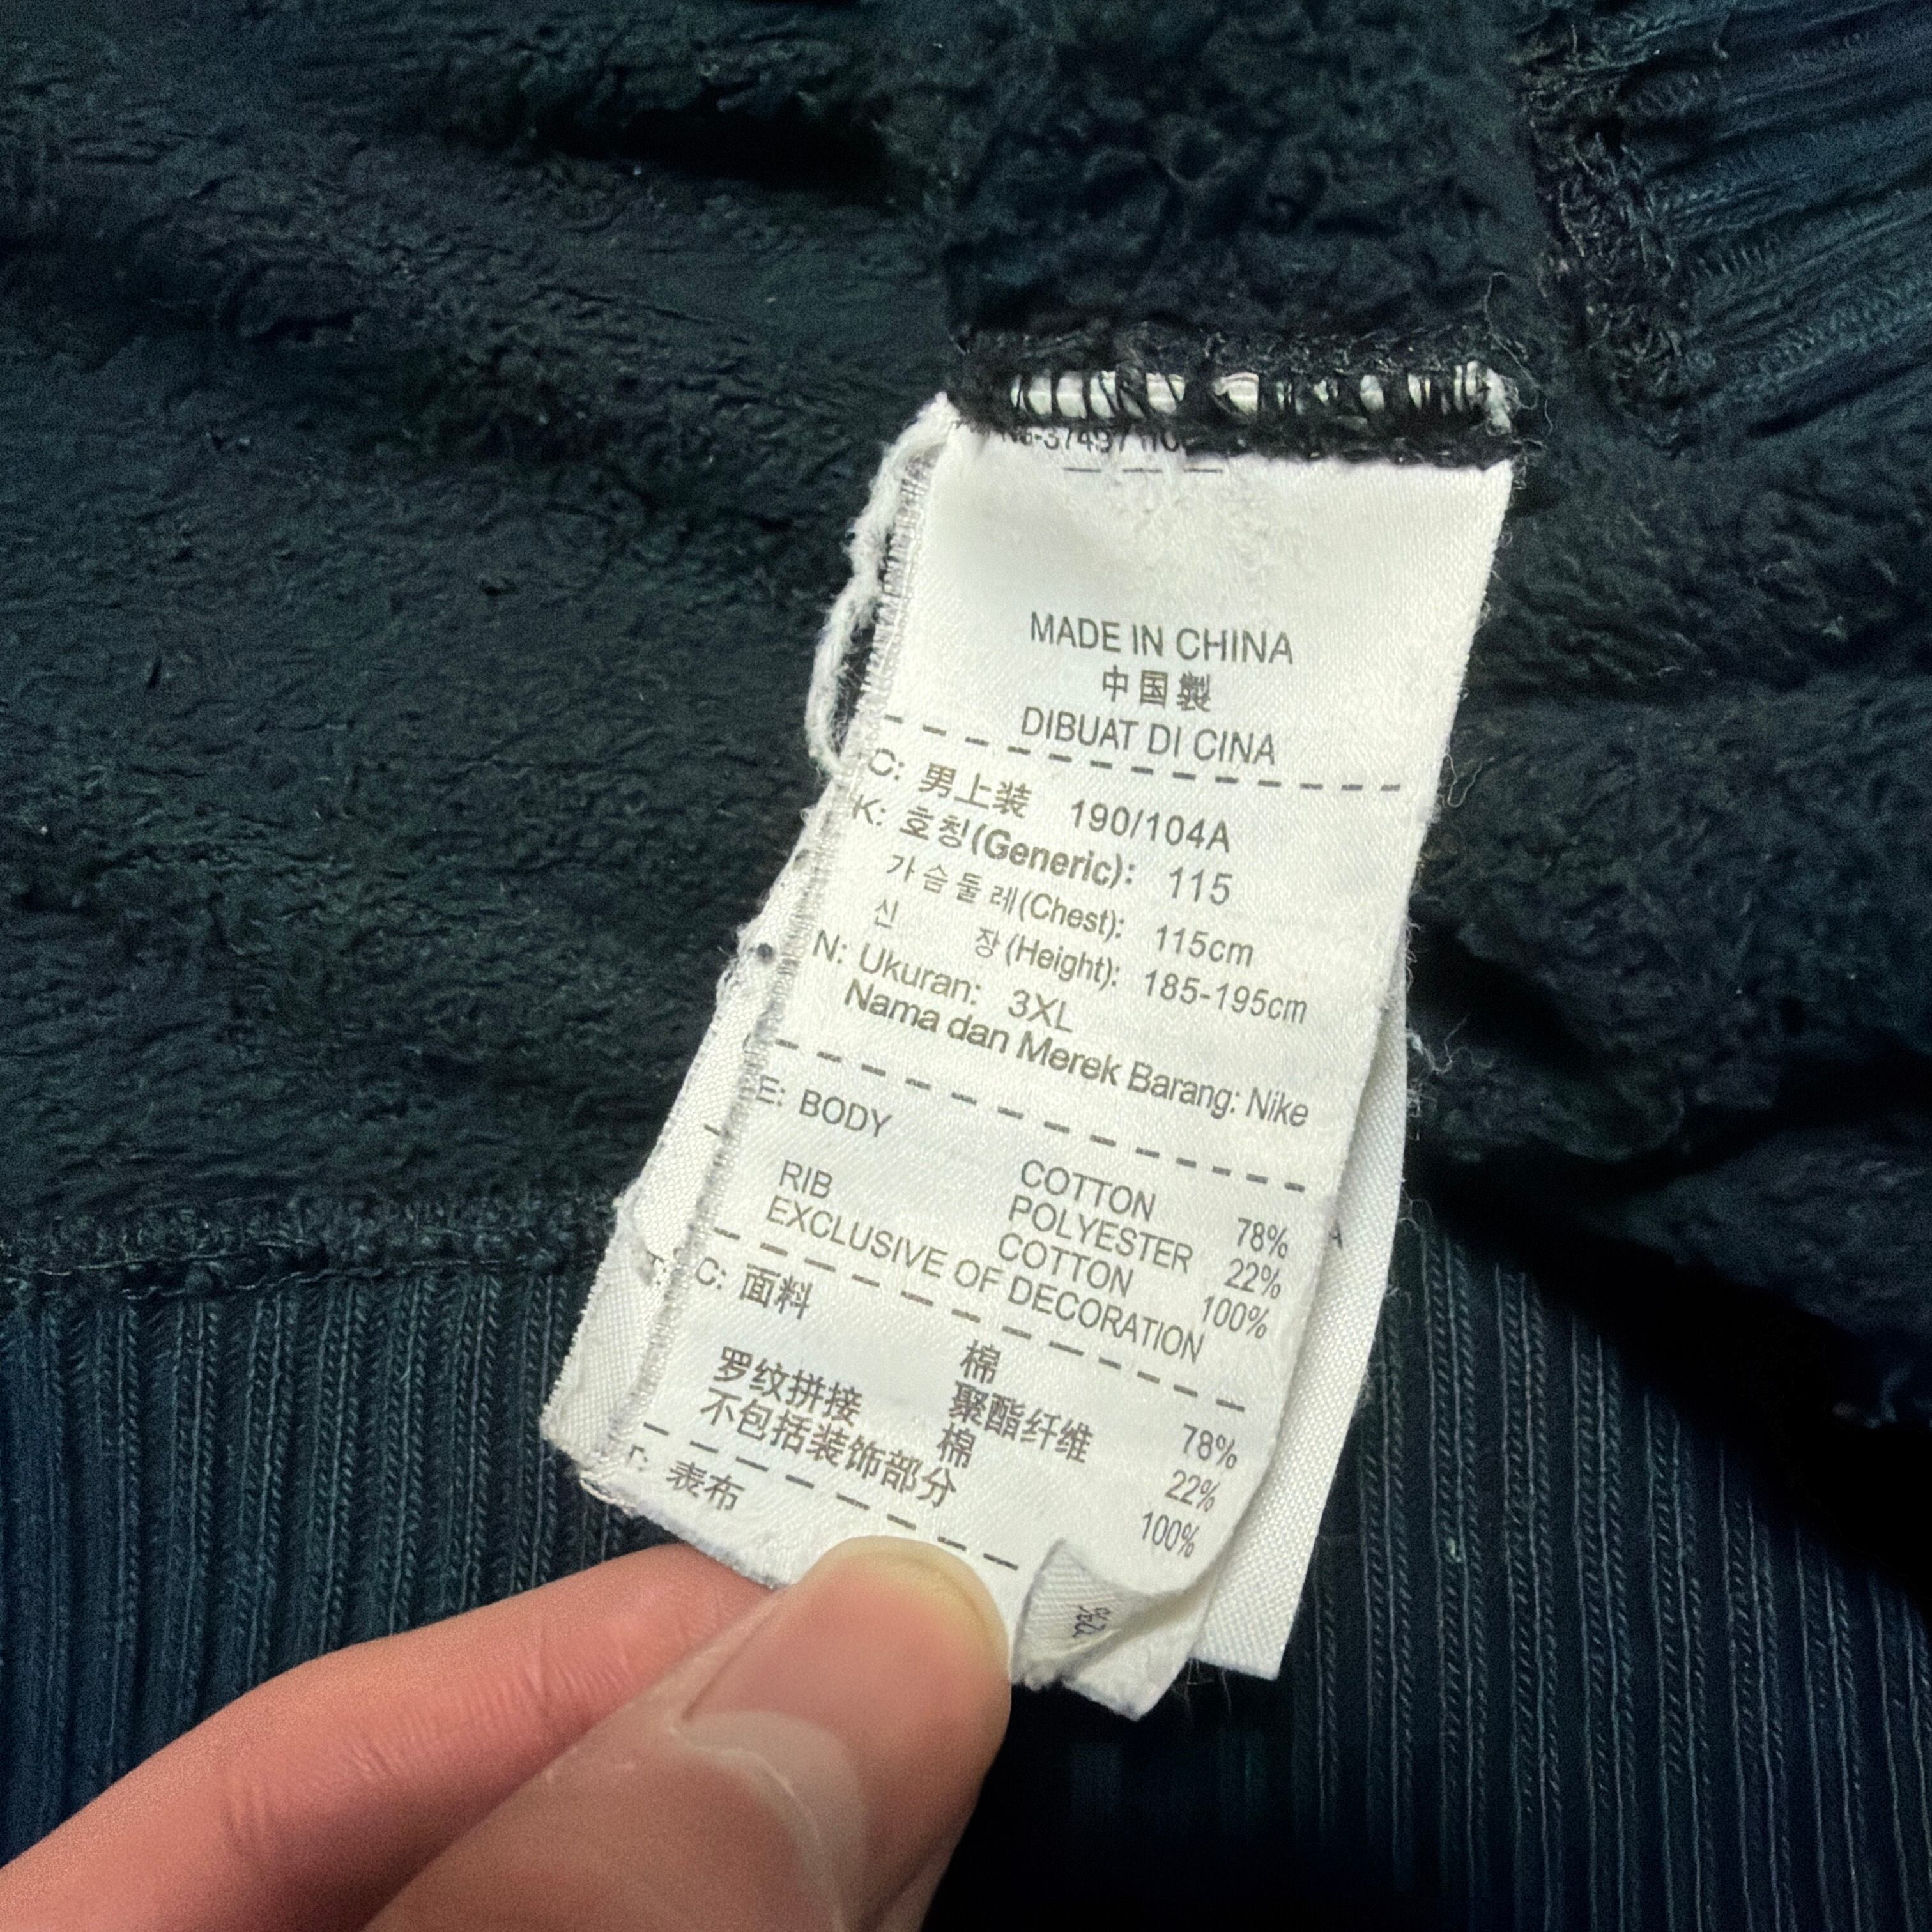 MADE IN CHINA
中国製
DIBUAT DI CINA
C: 男上装 190/104A
K: 호칭(Generic): 115
가슴둘레(Chest): 115cm
신 장(Height): 185-195cm
N: Ukuran: 3XL
Nama dan Merek Barang: Nike
E: BODY
COTTON 78%
POLYESTER 22%
RIB COTTON 100%
EXCLUSIVE OF DECORATION
C: 面料
棉 78%
聚酯纤维 22%
罗纹拼接 棉 100%
不包括装饰部分
表布